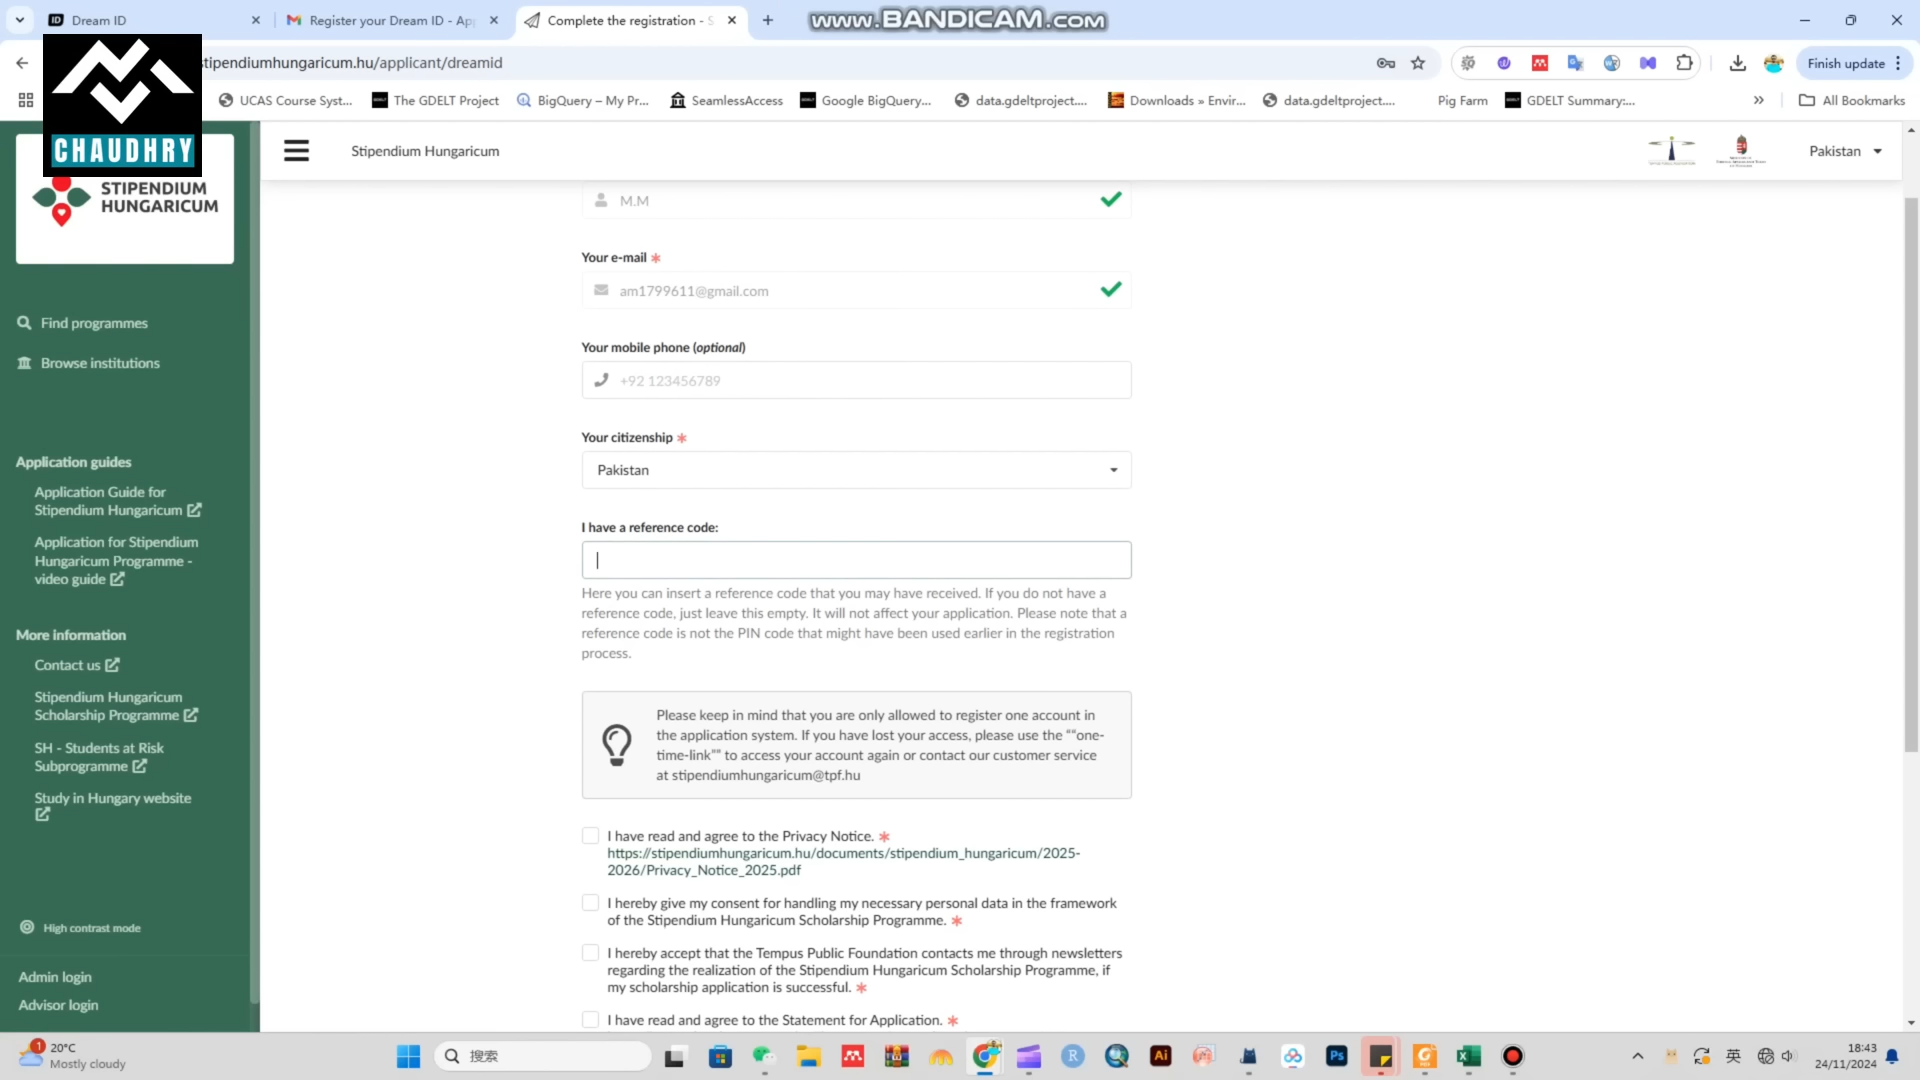 Dream ID
Register your Dream ID - Ap
Complete the registration - S
www.BANDICAM.com
stipendiumhungaricum.hu/applicant/dreamid
Finish update
UCAS Course Syst...
The GDELT Project
BigQuery – My Pr...
SeamlessAccess
Google BigQuery...
data.gdeltproject....
Downloads » Envir...
data.gdeltproject....
Pig Farm
GDELT Summary:...
All Bookmarks
CHAUDHRY
STIPENDIUM
HUNGARICUM
Stipendium Hungaricum
Pakistan
Find programmes
Browse institutions
Application guides
Application Guide for
Stipendium Hungaricum
Application for Stipendium
Hungaricum Programme -
video guide
More information
Contact us
Stipendium Hungaricum
Scholarship Programme
SH - Students at Risk
Subprogramme
Study in Hungary website
High contrast mode
Admin login
Advisor login
M.M
Your e-mail *
am1799611@gmail.com
Your mobile phone (optional)
+92 123456789
Your citizenship *
Pakistan
I have a reference code:
Here you can insert a reference code that you may have received. If you do not have a
reference code, just leave this empty. It will not affect your application. Please note that a
reference code is not the PIN code that might have been used earlier in the registration
process.
Please keep in mind that you are only allowed to register one account in
the application system. If you have lost your access, please use the ““one-
time-link”” to access your account again or contact our customer service
at stipendiumhungaricum@tpf.hu
I have read and agree to the Privacy Notice. *
https://stipendiumhungaricum.hu/documents/stipendium_hungaricum/2025-
2026/Privacy_Notice_2025.pdf
I hereby give my consent for handling my necessary personal data in the framework
of the Stipendium Hungaricum Scholarship Programme. *
I hereby accept that the Tempus Public Foundation contacts me through newsletters
regarding the realization of the Stipendium Hungaricum Scholarship Programme, if
my scholarship application is successful. *
I have read and agree to the Statement for Application. *
1
20°C
Mostly cloudy
搜索
R
Ai
Ps
英
18:43
24/11/2024